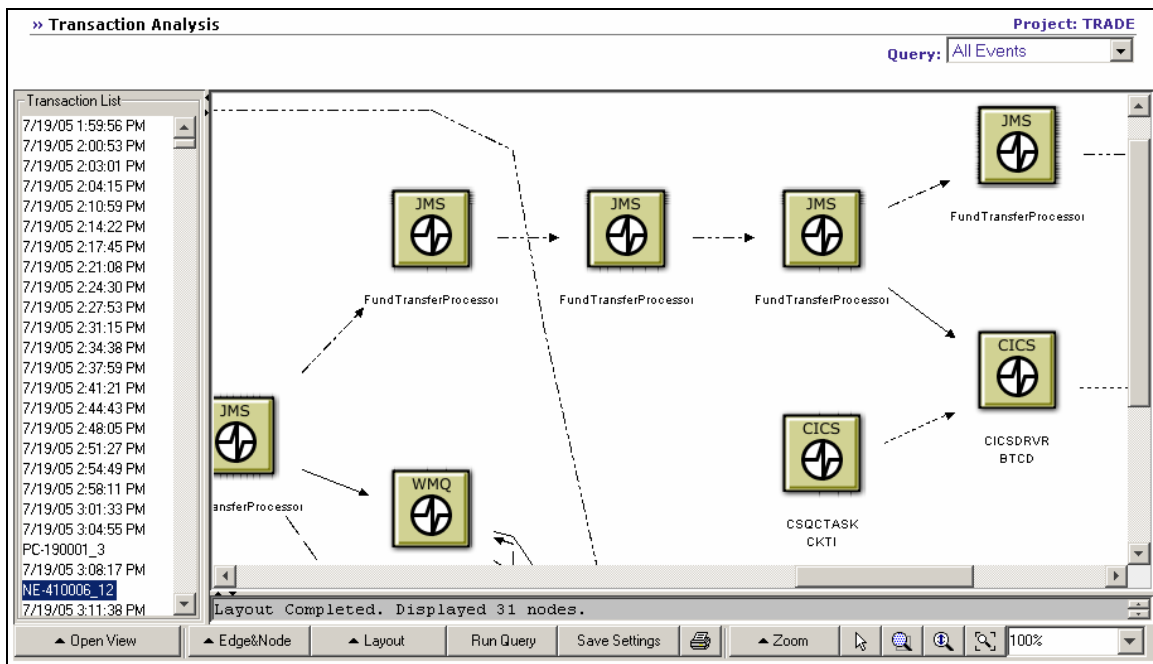 » Transaction Analysis
Project: TRADE
Query: All Events
Transaction List
7/19/05 1:59:56 PM
7/19/05 2:00:53 PM
7/19/05 2:03:01 PM
7/19/05 2:04:15 PM
7/19/05 2:10:59 PM
7/19/05 2:14:22 PM
7/19/05 2:17:45 PM
7/19/05 2:21:08 PM
7/19/05 2:24:30 PM
7/19/05 2:27:53 PM
7/19/05 2:31:15 PM
7/19/05 2:34:38 PM
7/19/05 2:37:59 PM
7/19/05 2:41:21 PM
7/19/05 2:44:43 PM
7/19/05 2:48:05 PM
7/19/05 2:51:27 PM
7/19/05 2:54:49 PM
7/19/05 2:58:11 PM
7/19/05 3:01:33 PM
7/19/05 3:04:55 PM
PC-190001_3
7/19/05 3:08:17 PM
NE-410006_12
7/19/05 3:11:38 PM
JMS
FundTransferProcessor
JMS
FundTransferProcessor
JMS
FundTransferProcessor
JMS
FundTransferProcessor
JMS
ansferProcessor
WMQ
CICS
CICSDRVR
BTCD
CICS
CSQCTASK
CKTI
Layout Completed. Displayed 31 nodes.
Open View
Edge&Node
Layout
Run Query
Save Settings
Zoom
100%